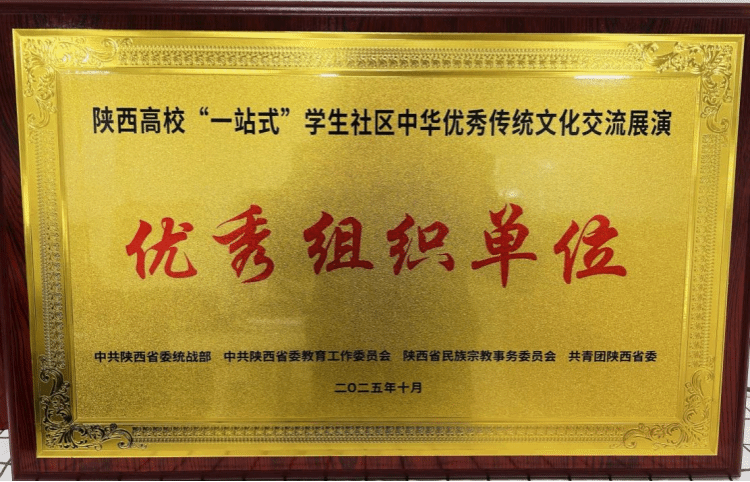 陕西高校“一站式”学生社区中华优秀传统文化交流展演
优秀组织单位
中共陕西省委统战部 中共陕西省委教育工作委员会 陕西省民族宗教事务委员会 共青团陕西省委
二〇二五年十月